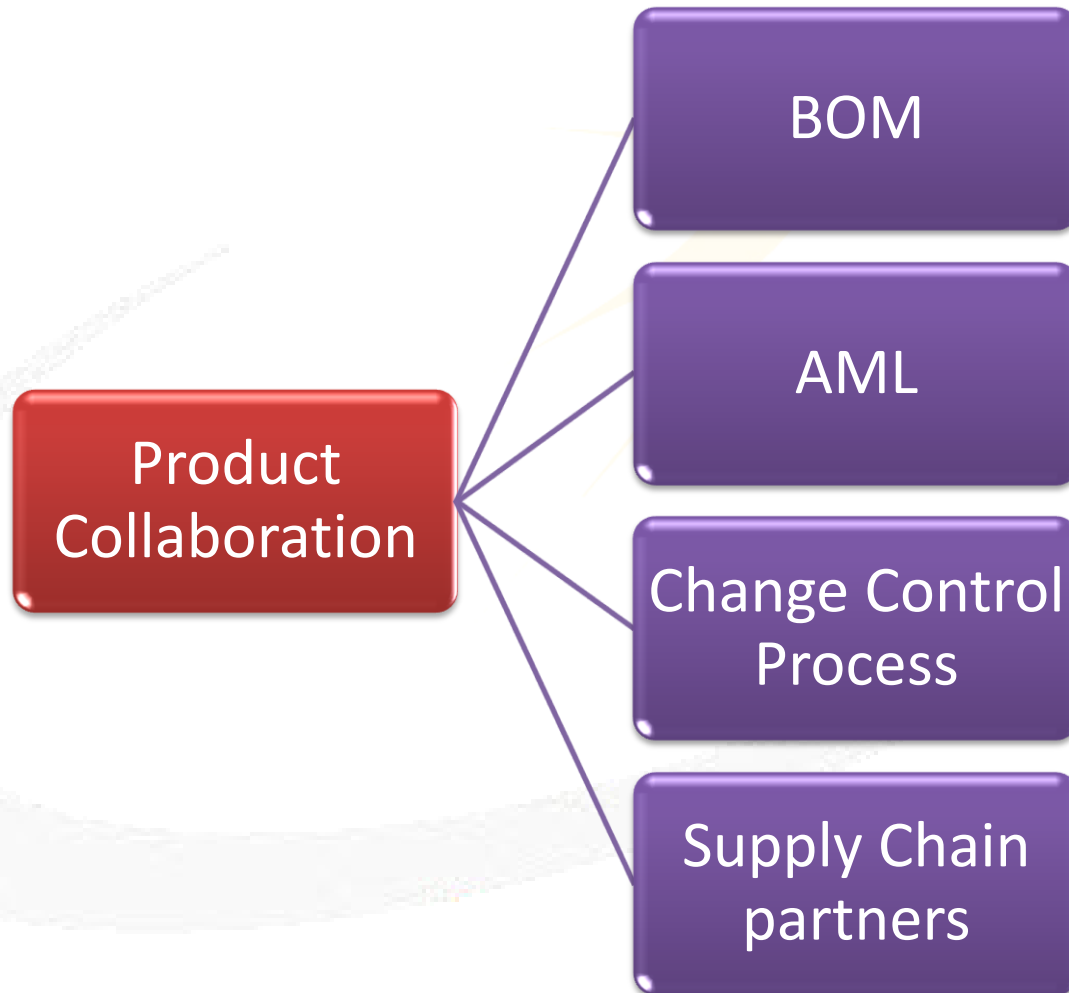 BOM
AML
Product
Collaboration
Change Control
Process
Supply Chain
partners